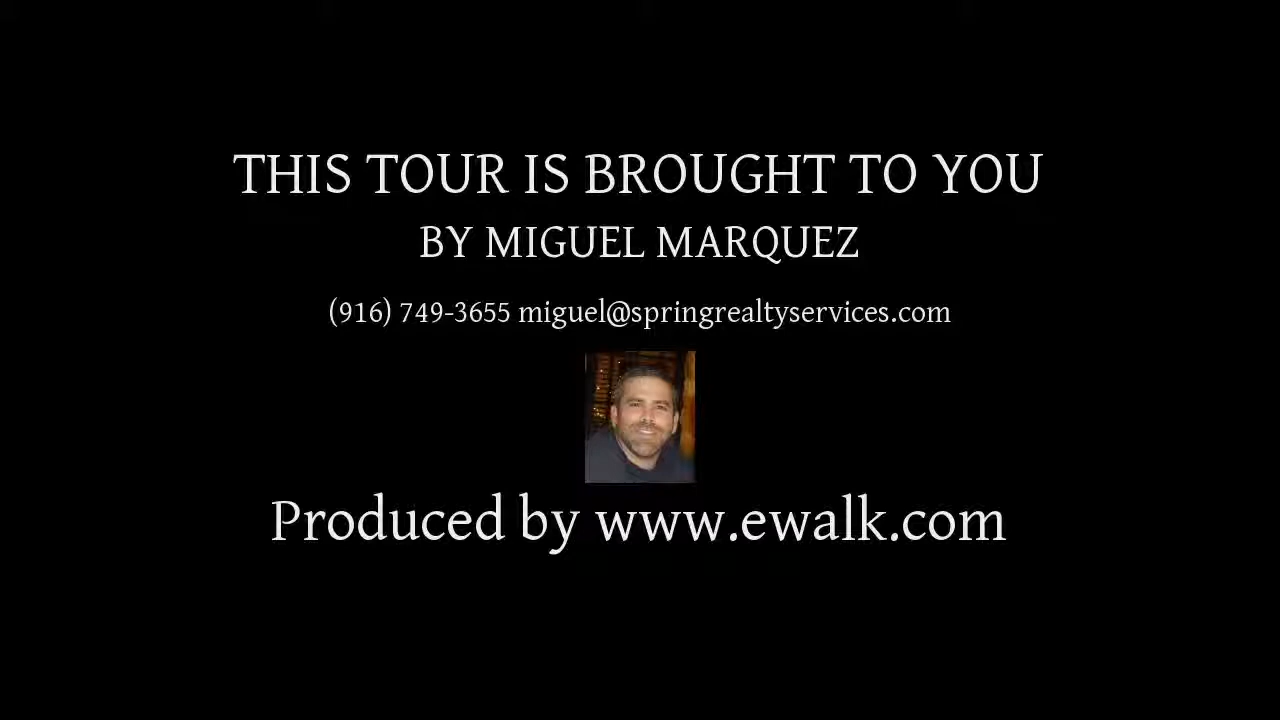 THIS TOUR IS BROUGHT TO YOU
BY MIGUEL MARQUEZ
(916) 749-3655 miguel@springrealtyservices.com
Produced by www.ewalk.com